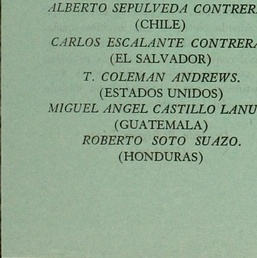 ALBERTO SEPULVEDA CONTRER
(CHILE)
CARLOS ESCALANTE CONTRERA
(EL SALVADOR)
T. COLEMAN ANDREWS.
(ESTADOS UNIDOS)
MIGUEL ANGEL CASTILLO LANU
(GUATEMALA)
ROBERTO SOTO SUAZO.
(HONDURAS)